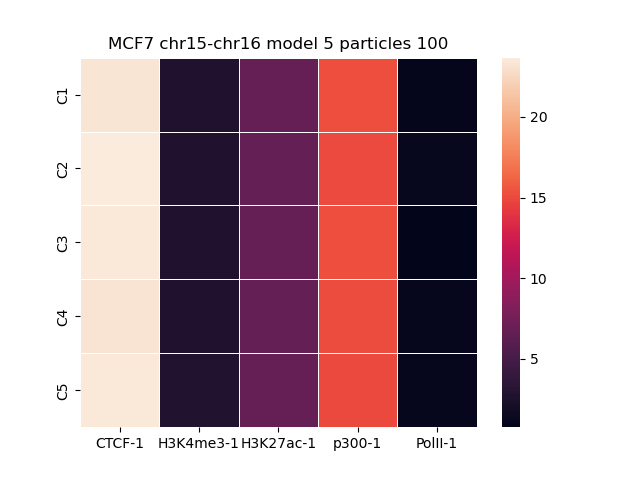 MCF7 chr15-chr16 model 5 particles 100
C1
C2
C3
C4
C5
CTCF-1 H3K4me3-1 H3K27ac-1 p300-1 PolII-1
20
15
10
5